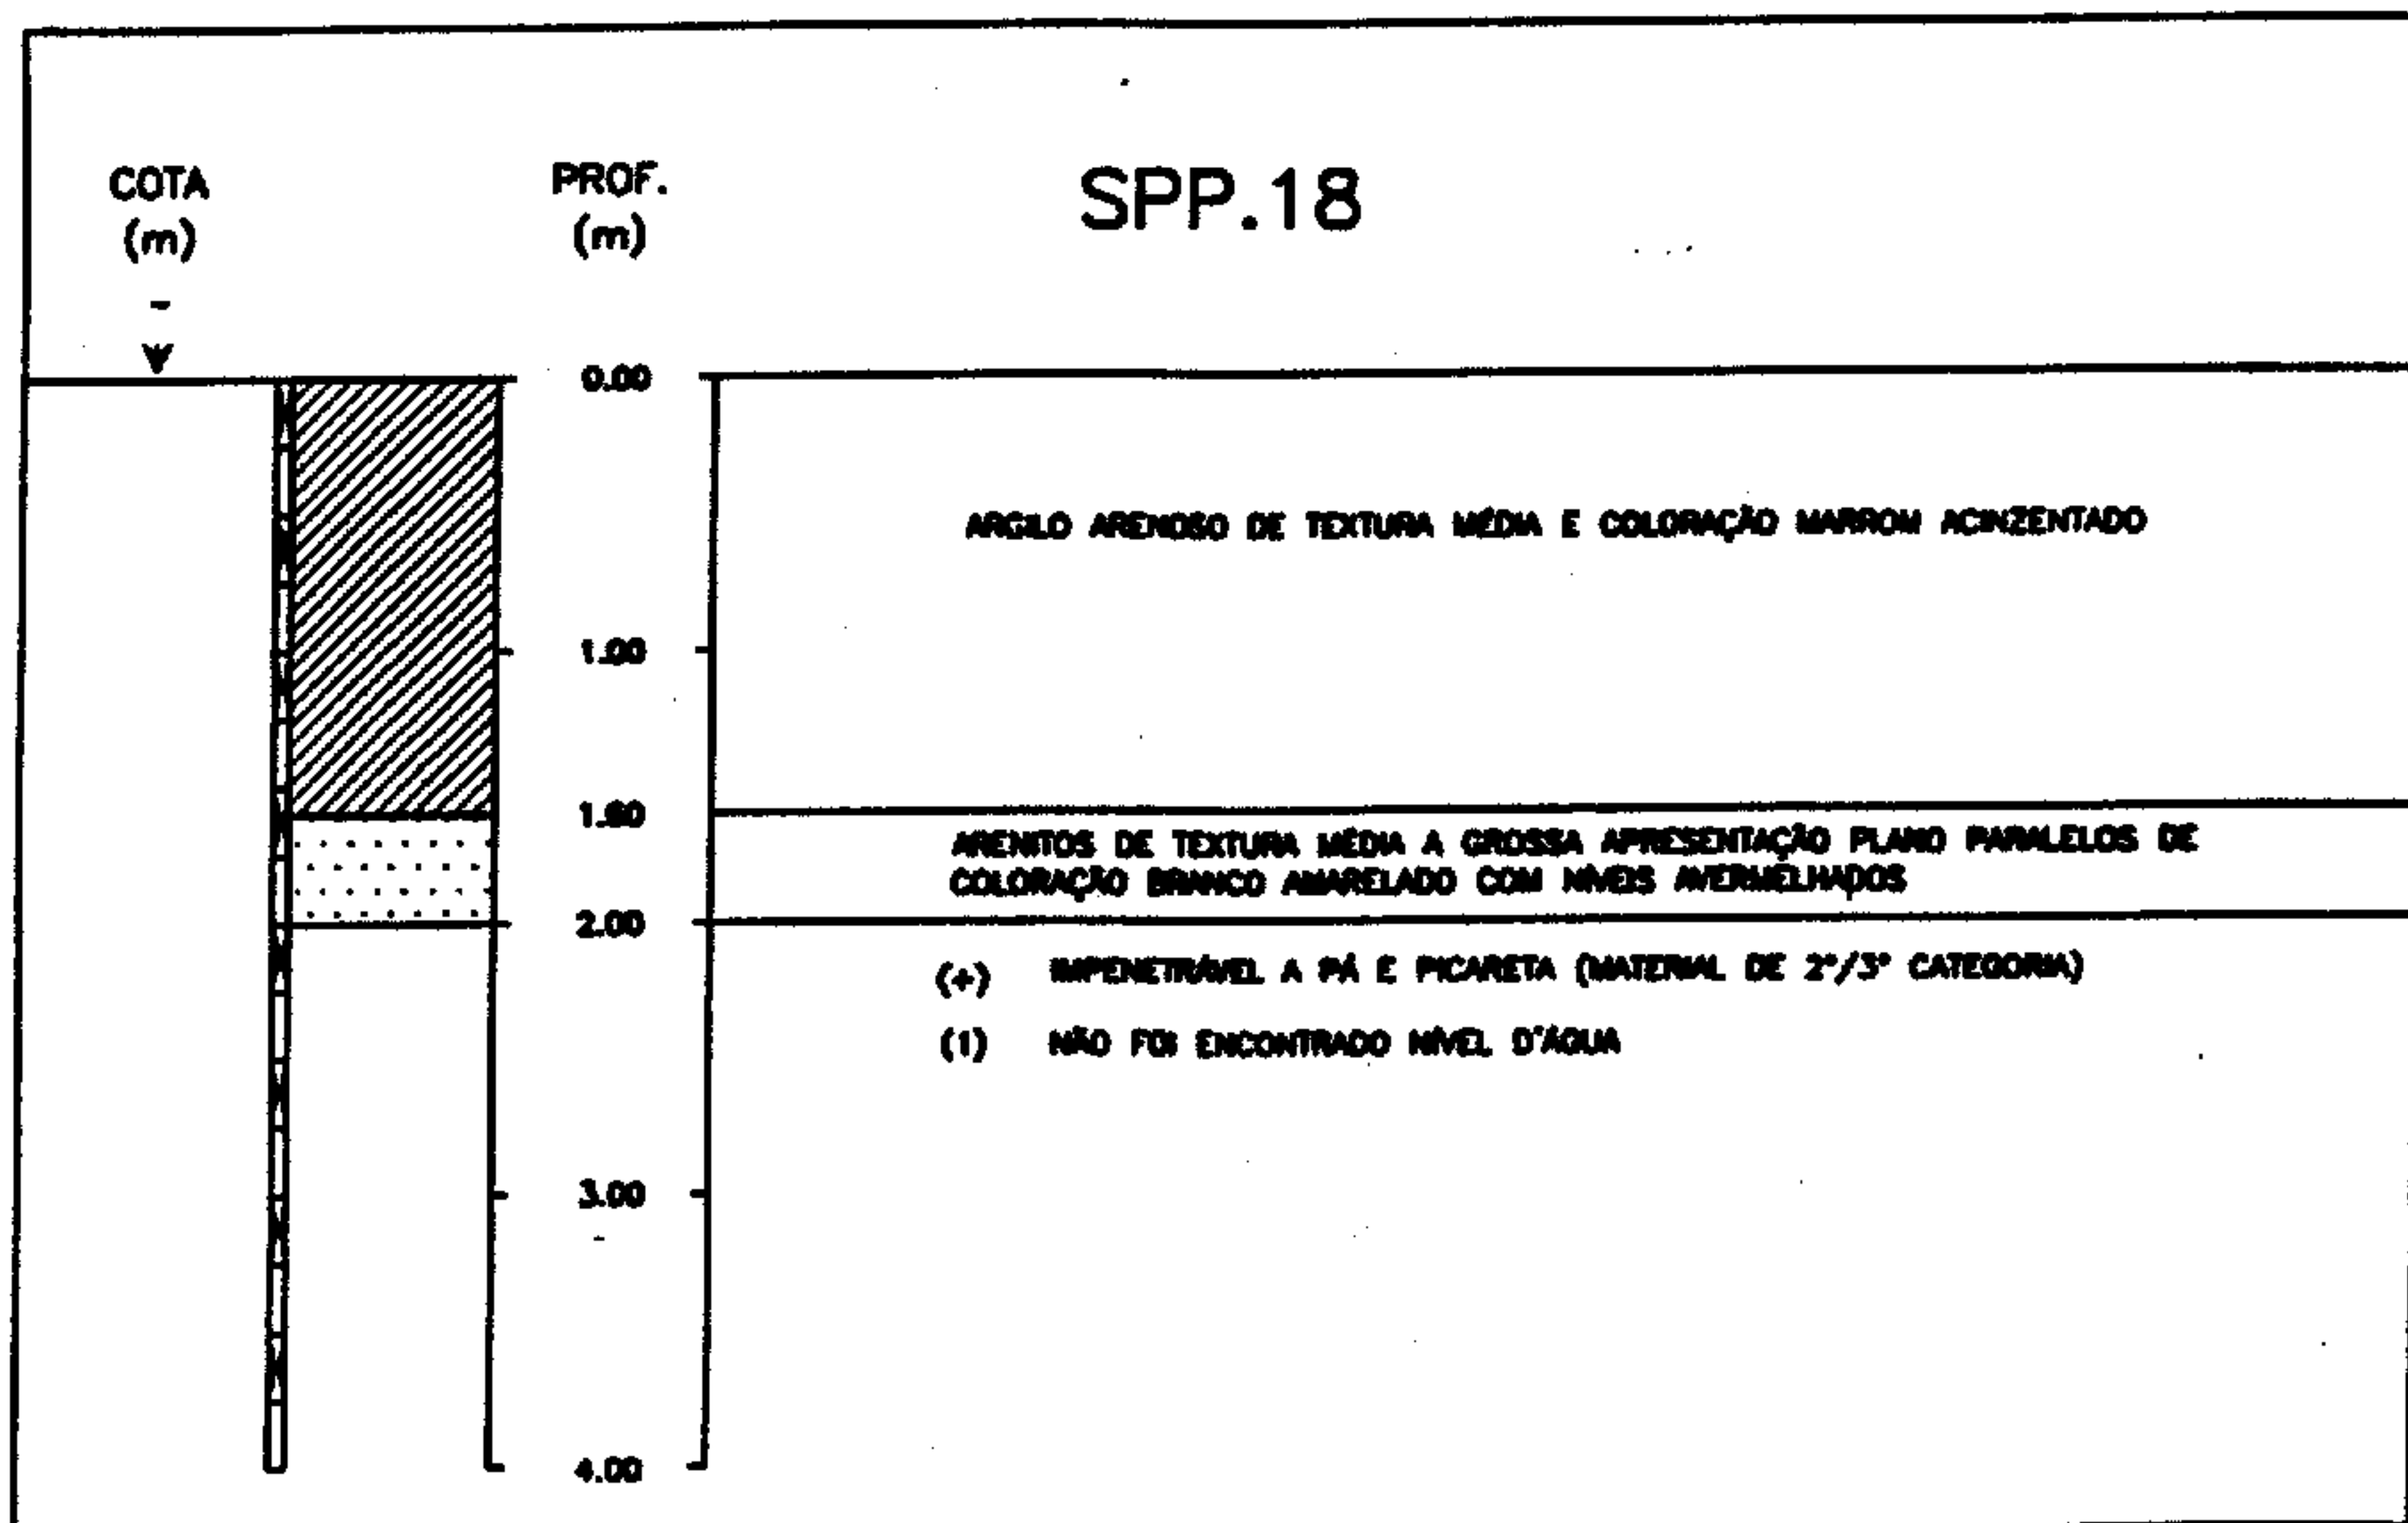 COTA
(m)
-
PROF.
(m)
SPP.18
0.00
ARGILO ARENOSO DE TEXTURA MÉDIA E COLORAÇÃO MARROM ACINZENTADO
1.00
1.60
ARENITOS DE TEXTURA MÉDIA A GROSSA APRESENTAÇÃO PLANO PARALELOS DE
COLORAÇÃO BRANCO AMARELADO COM NÍVEIS AVERMELHADOS
2.00
(+) IMPENETRÁVEL A PÁ E PICARETA (MATERIAL DE 2°/3° CATEGORIA)
(1) NÃO FOI ENCONTRADO NÍVEL D'ÁGUA
3.00
4.00